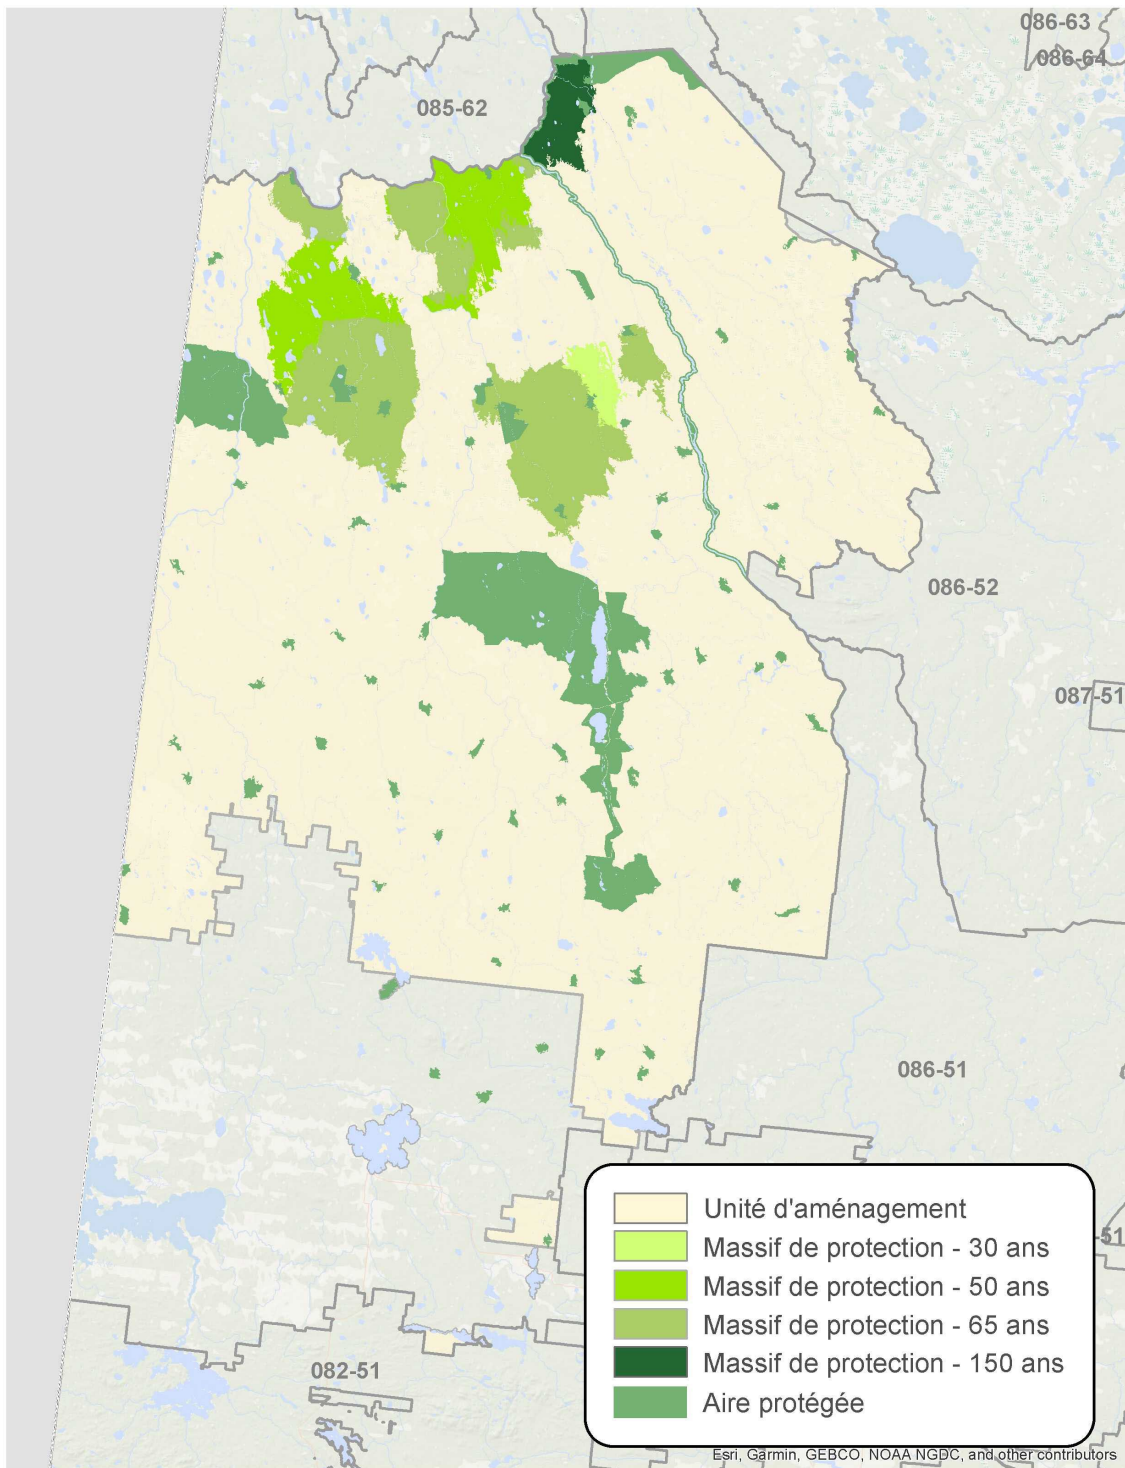 086-63
086-64
085-62
086-52
087-51
086-51
-51
082-51
Unité d'aménagement
Massif de protection - 30 ans
Massif de protection - 50 ans
Massif de protection - 65 ans
Massif de protection - 150 ans
Aire protégée
Esri, Garmin, GEBCO, NOAA NGDC, and other contributors